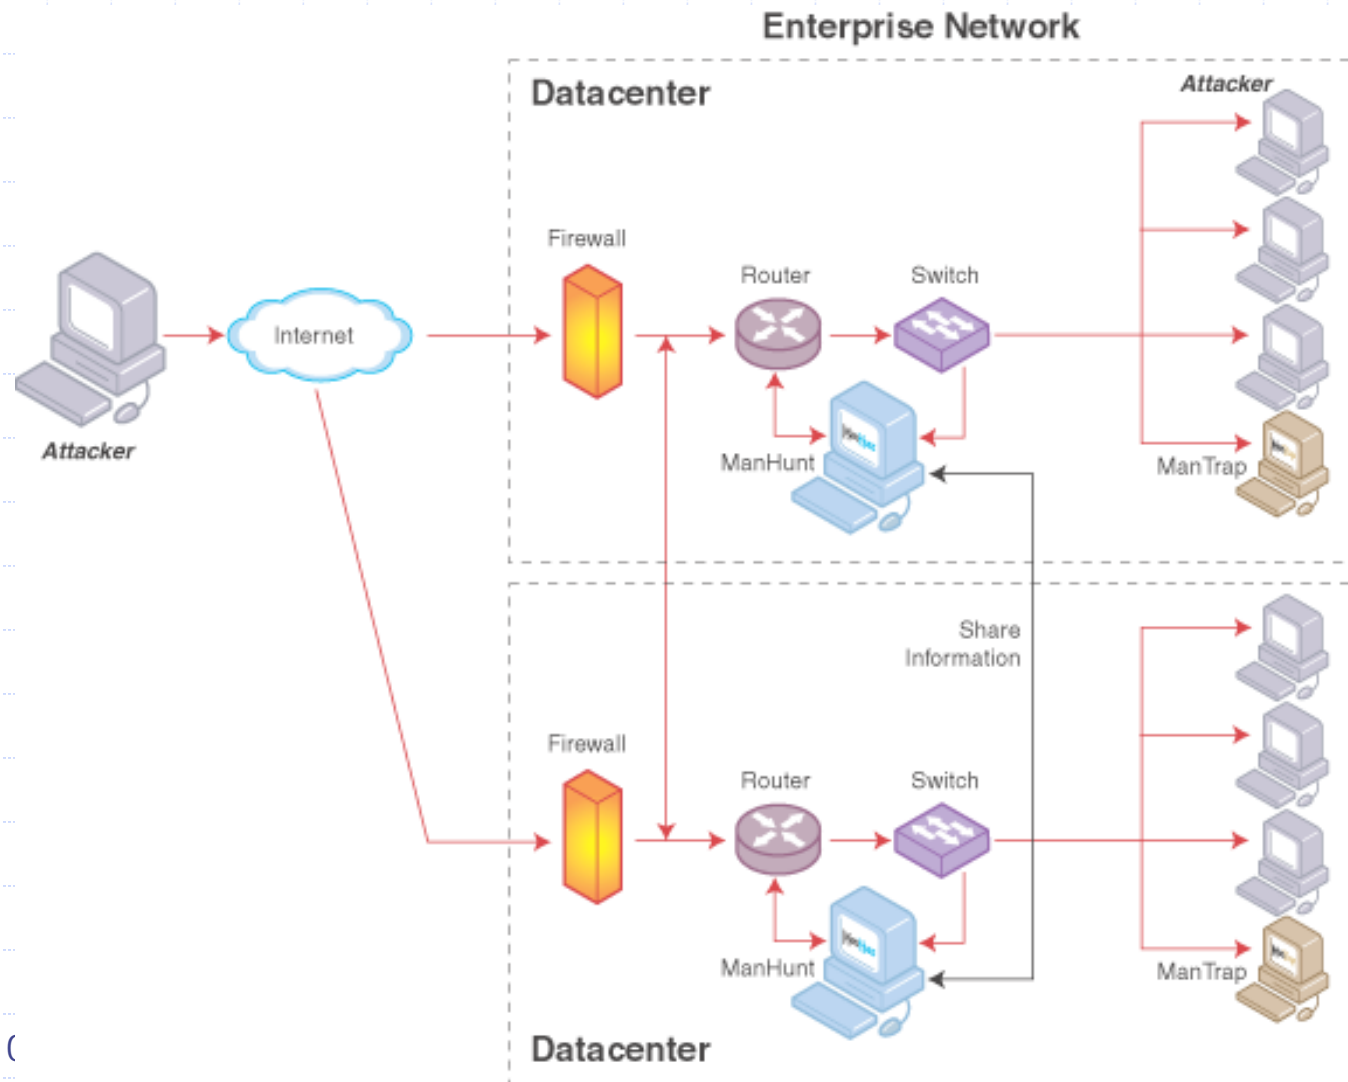 Enterprise Network
Datacenter
Attacker
Firewall
Router
Switch
Internet
Attacker
ManHunt
ManTrap
Share
Information
Firewall
Router
Switch
ManHunt
ManTrap
Datacenter